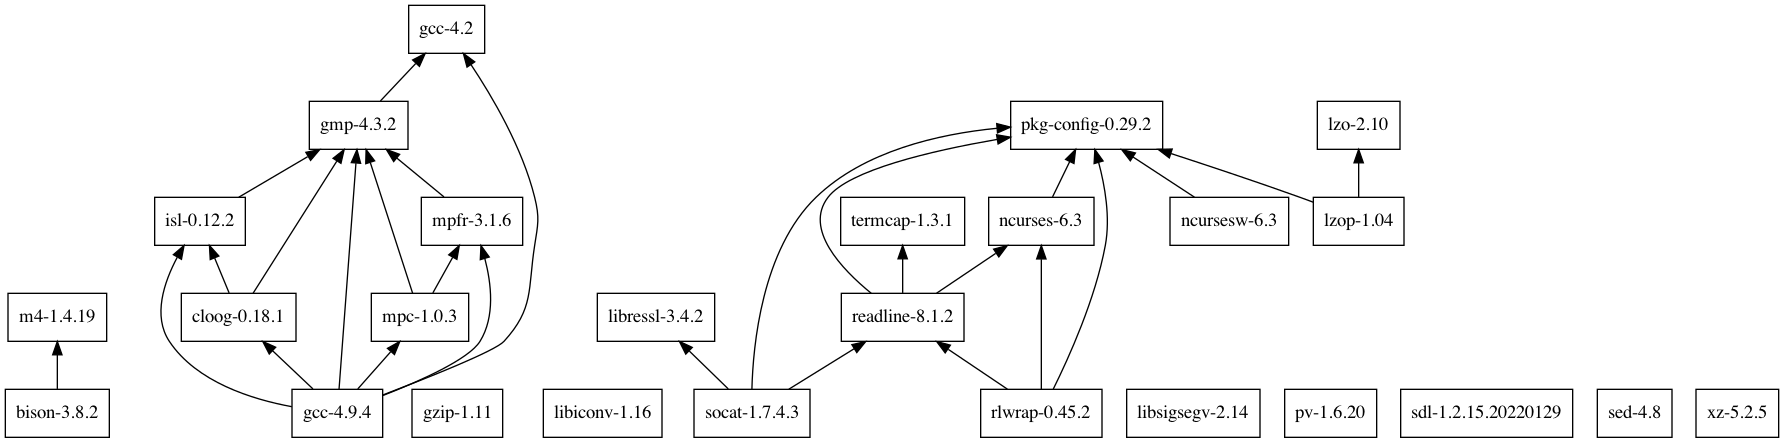 gcc-4.2
gmp-4.3.2
pkg-config-0.29.2
lzo-2.10
isl-0.12.2
mpfr-3.1.6
termcap-1.3.1
ncurses-6.3
ncursesw-6.3
lzop-1.04
m4-1.4.19
cloog-0.18.1
mpc-1.0.3
libressl-3.4.2
readline-8.1.2
bison-3.8.2
gcc-4.9.4
gzip-1.11
libiconv-1.16
socat-1.7.4.3
rlwrap-0.45.2
libsigsegv-2.14
pv-1.6.20
sdl-1.2.15.20220129
sed-4.8
xz-5.2.5